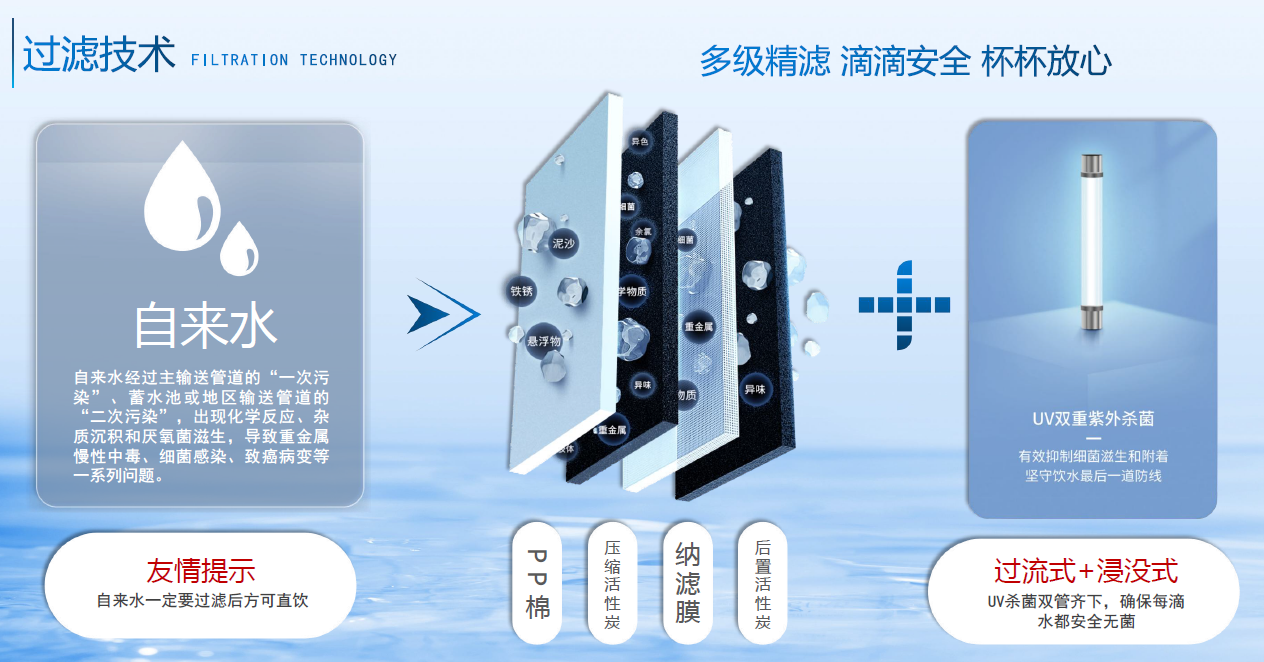 过滤技术 FILTRATION TECHNOLOGY
多级精滤 滴滴安全 杯杯放心
自来水
自来水经过主输送管道的“一次污
染”、蓄水池或地区输送管道的
“二次污染”，出现化学反应、杂
质沉积和厌氧菌滋生，导致重金属
慢性中毒、细菌感染、致癌病变等
一系列问题。
友情提示
自来水一定要过滤后方可直饮
泥沙
铁锈
悬浮物
异色
细菌
余氯
学物质
异味
重金属
细菌
重金属
物质
异味
PP棉
压缩活性炭
纳滤膜
后置活性炭
UV双重紫外杀菌
有效抑制细菌滋生和附着
坚守饮水最后一道防线
过流式+浸没式
UV杀菌双管齐下，确保每滴
水都安全无菌